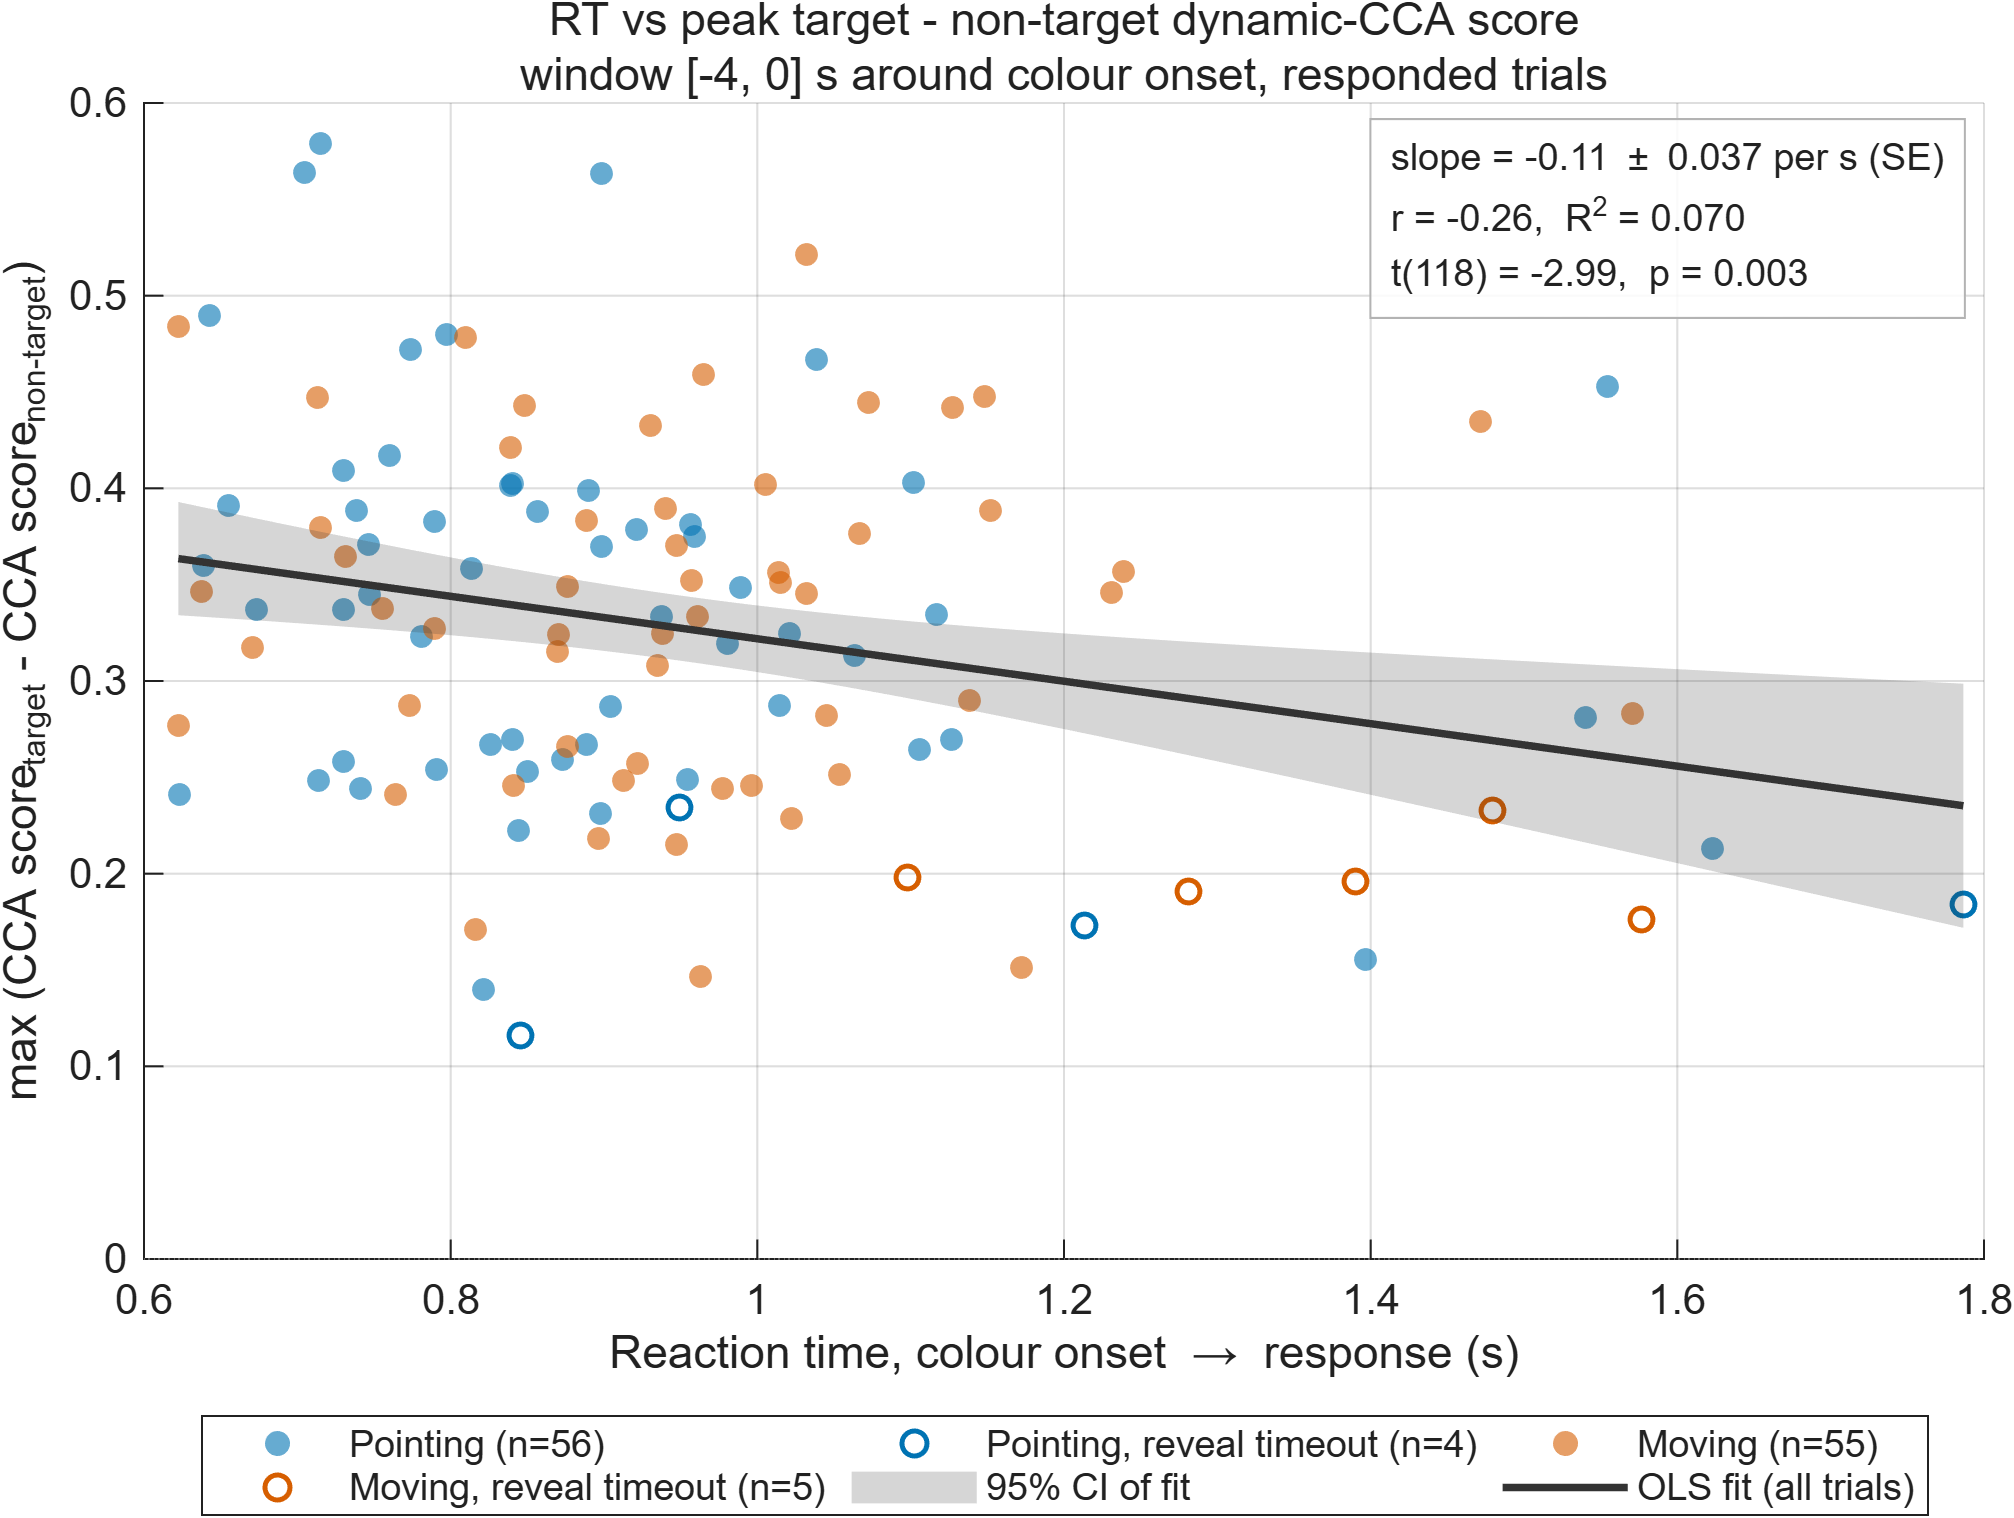 RT vs peak target - non-target dynamic-CCA score
window [-4, 0] s around colour onset, responded trials
slope = -0.11 ± 0.037 per s (SE)
r = -0.26, R² = 0.070
t(118) = -2.99, p = 0.003
max (CCA score_target - CCA score_non-target)
0.6
0.5
0.4
0.3
0.2
0.1
0
0.6 0.8 1 1.2 1.4 1.6 1.8
Reaction time, colour onset → response (s)
Pointing (n=56) Pointing, reveal timeout (n=4) Moving (n=55)
Moving, reveal timeout (n=5) 95% CI of fit OLS fit (all trials)